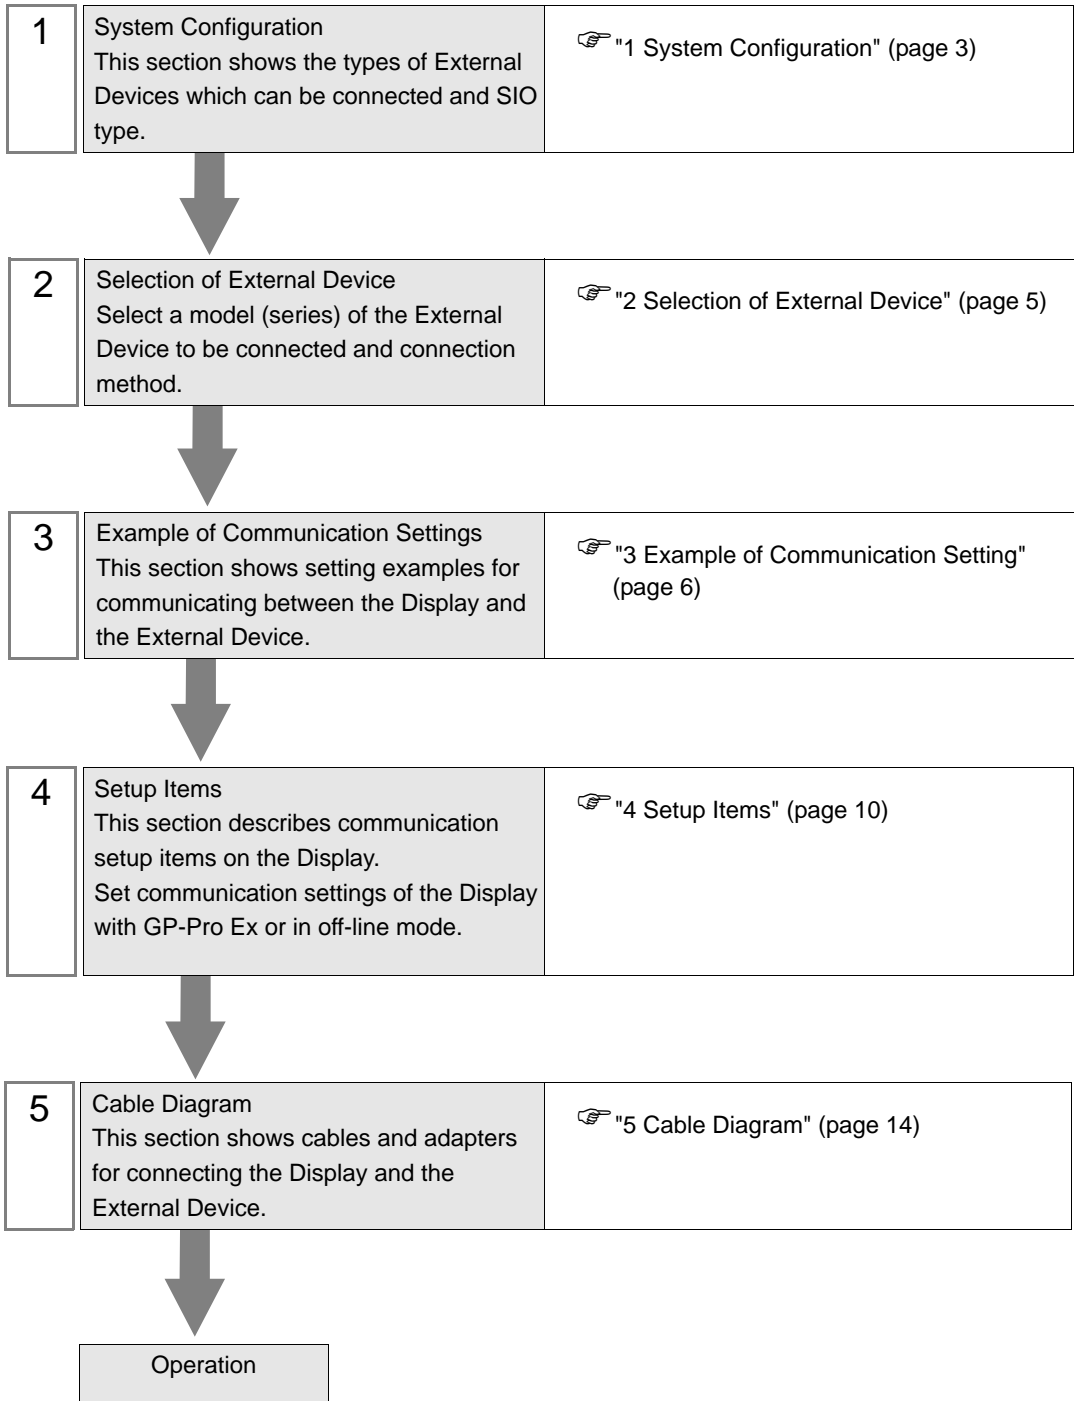 1
System Configuration
This section shows the types of External
Devices which can be connected and SIO
type.
"1 System Configuration" (page 3)
2
Selection of External Device
Select a model (series) of the External
Device to be connected and connection
method.
"2 Selection of External Device" (page 5)
3
Example of Communication Settings
This section shows setting examples for
communicating between the Display and
the External Device.
"3 Example of Communication Setting"
(page 6)
4
Setup Items
This section describes communication
setup items on the Display.
Set communication settings of the Display
with GP-Pro Ex or in off-line mode.
"4 Setup Items" (page 10)
5
Cable Diagram
This section shows cables and adapters
for connecting the Display and the
External Device.
"5 Cable Diagram" (page 14)
Operation